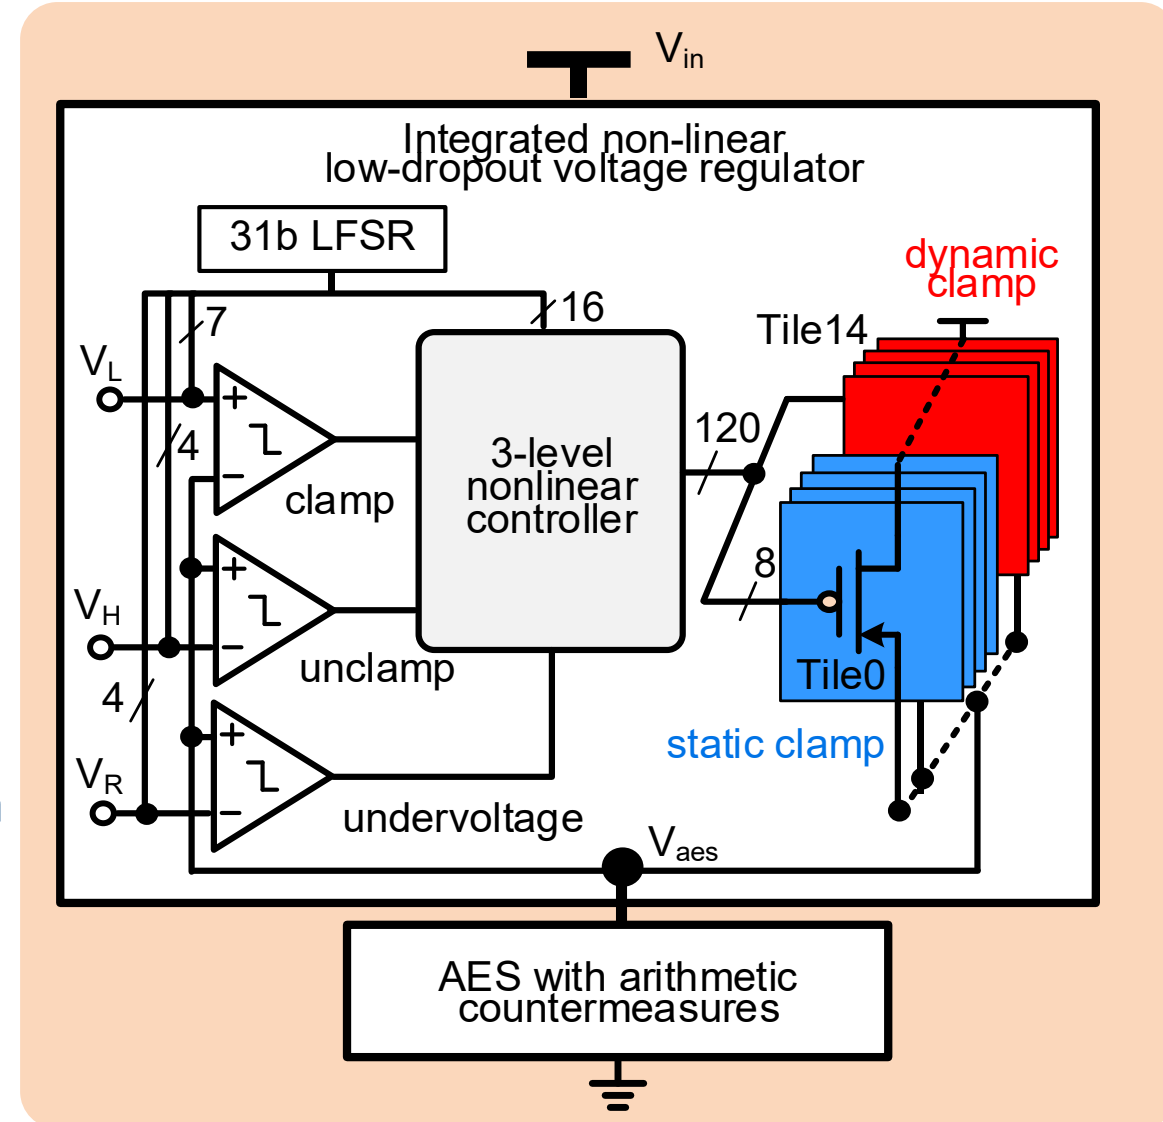 Vin
Integrated non-linear
low-dropout voltage regulator
31b LFSR
dynamic
clamp
7
16
Tile14
VL
+
4
120
3-level
nonlinear
controller
−
clamp
8
+
VH
−
unclamp
Tile0
4
+
static clamp
VR
−
undervoltage
Vaes
AES with arithmetic
countermeasures